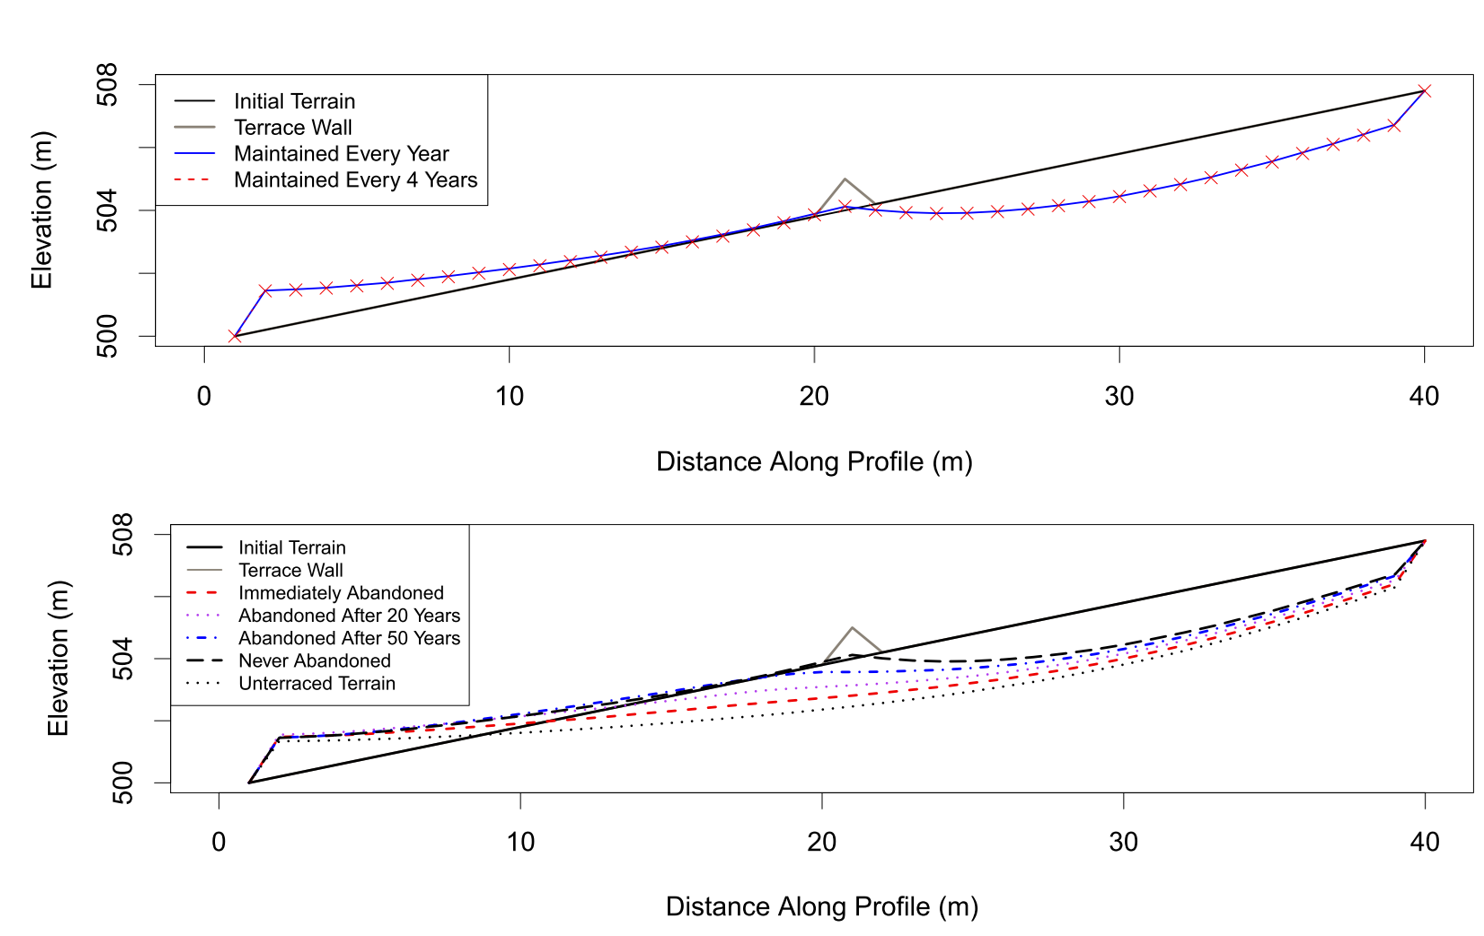 508
504
500
Elevation (m)
Initial Terrain
Terrace Wall
Maintained Every Year
Maintained Every 4 Years
0 10 20 30 40
Distance Along Profile (m)
508
504
500
Elevation (m)
Initial Terrain
Terrace Wall
Immediately Abandoned
Abandoned After 20 Years
Abandoned After 50 Years
Never Abandoned
Unterraced Terrain
0 10 20 30 40
Distance Along Profile (m)